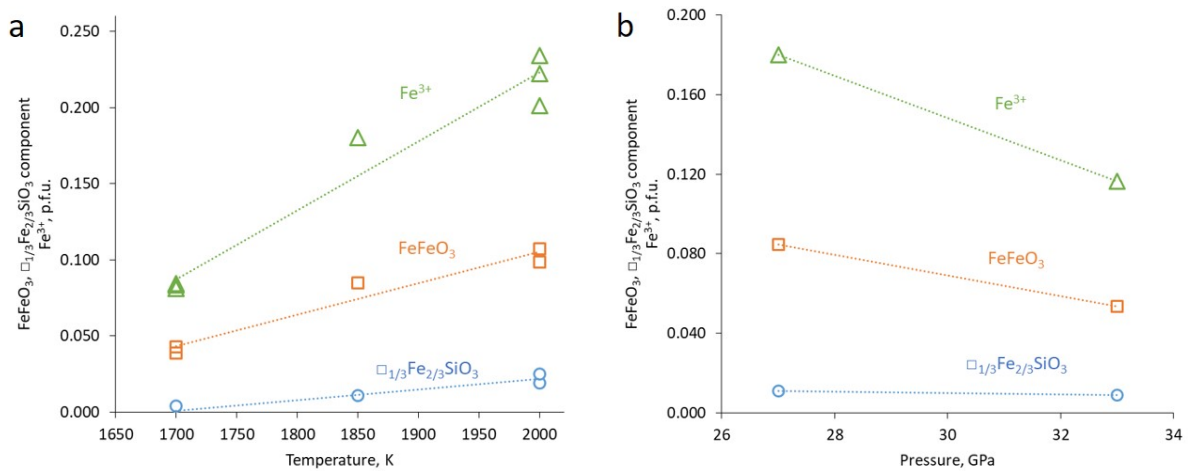 a
FeFeO₃, □₁/₃Fe₂/₃SiO₃ component
Fe³⁺, p.f.u.
0.250
0.200
0.150
0.100
0.050
0.000
Fe³⁺
FeFeO₃
□₁/₃Fe₂/₃SiO₃
1650 1700 1750 1800 1850 1900 1950 2000
Temperature, K
b
FeFeO₃, □₁/₃Fe₂/₃SiO₃ component
Fe³⁺, p.f.u.
0.200
0.160
0.120
0.080
0.040
0.000
Fe³⁺
FeFeO₃
□₁/₃Fe₂/₃SiO₃
26 28 30 32 34
Pressure, GPa